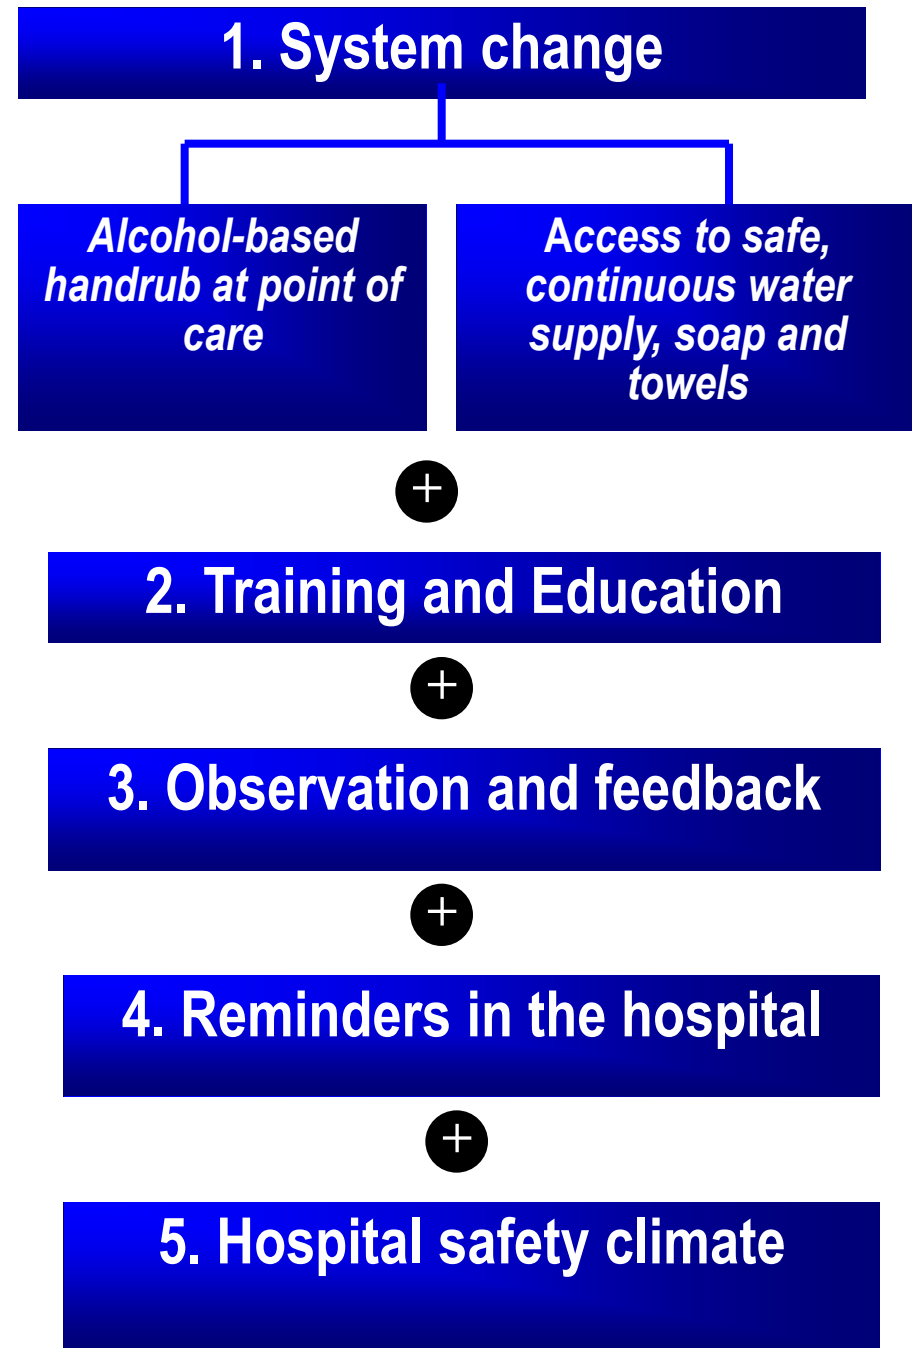 1. System change
Alcohol-based
handrub at point of
care
Access to safe,
continuous water
supply, soap and
towels
+
2. Training and Education
+
3. Observation and feedback
+
4. Reminders in the hospital
+
5. Hospital safety climate